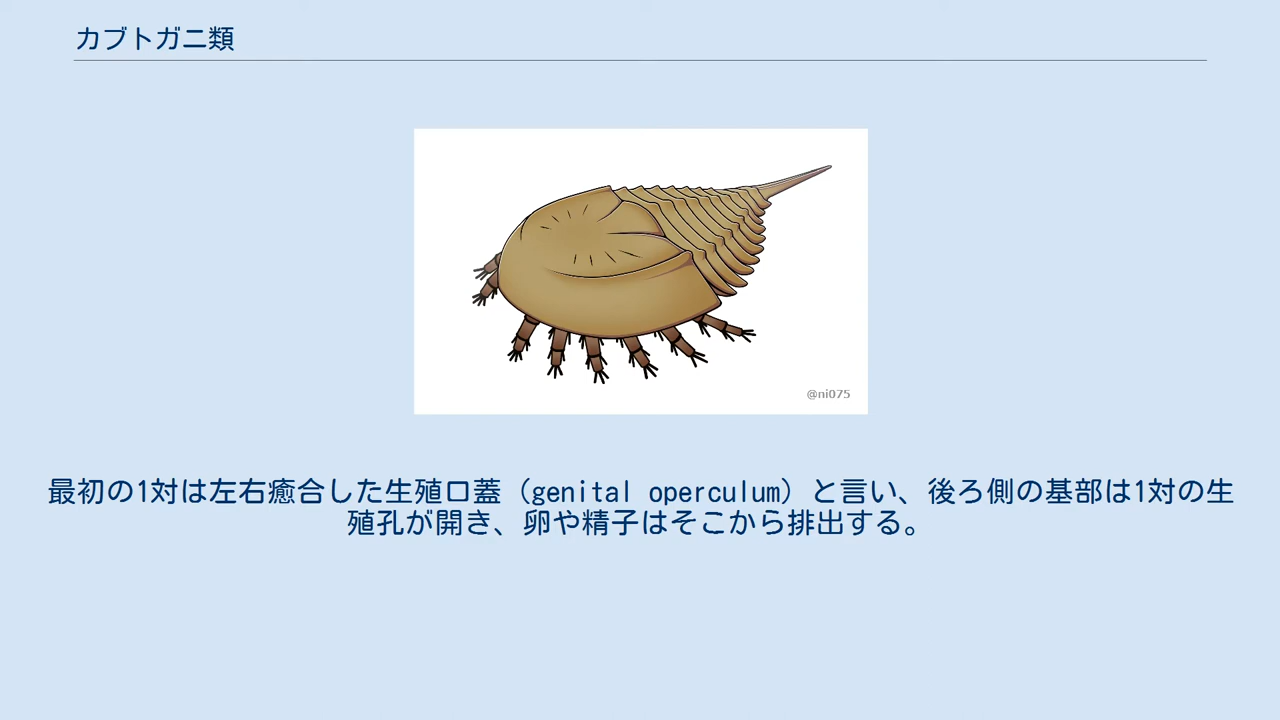 カブトガニ類
@ni075
最初の1対は左右癒合した生殖口蓋（genital operculum）と言い、後ろ側の基部は1対の生
殖孔が開き、卵や精子はそこから排出する。